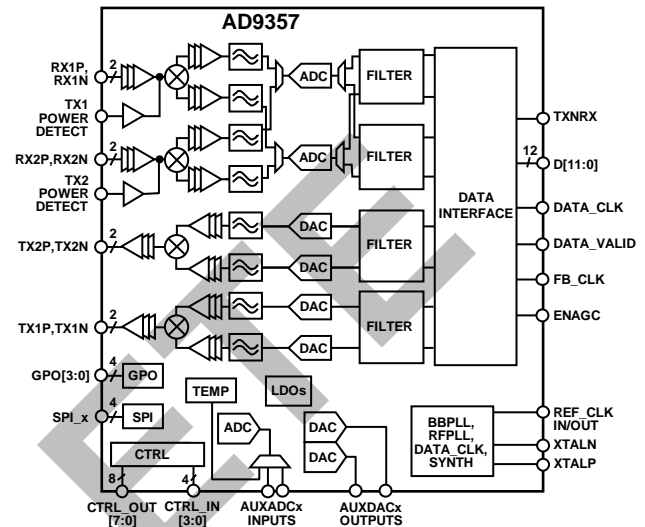 AD9357
RX1P,
RX1N
2
TX1
POWER
DETECT
RX2P,RX2N
2
TX2
POWER
DETECT
ADC
ADC
FILTER
FILTER
TX2P,TX2N
2
DAC
DAC
FILTER
TX1P,TX1N
2
DAC
DAC
FILTER
DATA
INTERFACE
TXNRX
12
D[11:0]
DATA_CLK
DATA_VALID
FB_CLK
ENAGC
GPO[3:0]
4
GPO
SPI_x
4
SPI
CTRL
8
4
CTRL_OUT
[7:0]
CTRL_IN
[3:0]
TEMP
LDOs
ADC
DAC
DAC
AUXADCx
INPUTS
AUXDACx
OUTPUTS
BBPLL,
RFPLL,
DATA_CLK,
SYNTH
REF_CLK
IN/OUT
XTALN
XTALP
ETE